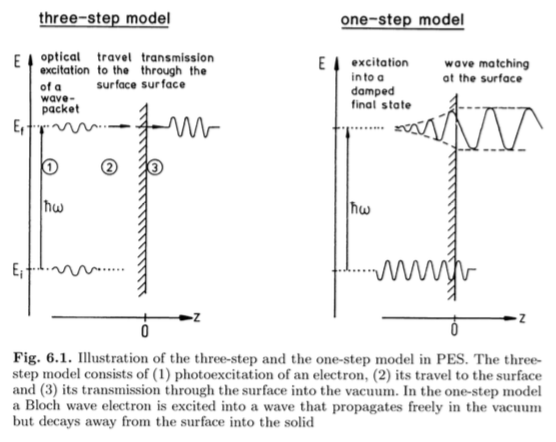 three-step model
one-step model
E
optical
excitation
of a
wave-
packet
travel
to the
surface
transmission
through the
surface
Ef
①
②
③
ħω
Ei
0
z
E
excitation
into a
damped
final state
wave matching
at the surface
ħω
0
z
Fig. 6.1. Illustration of the three-step and the one-step model in PES. The three-
step model consists of (1) photoexcitation of an electron, (2) its travel to the surface
and (3) its transmission through the surface into the vacuum. In the one-step model
a Bloch wave electron is excited into a wave that propagates freely in the vacuum
but decays away from the surface into the solid